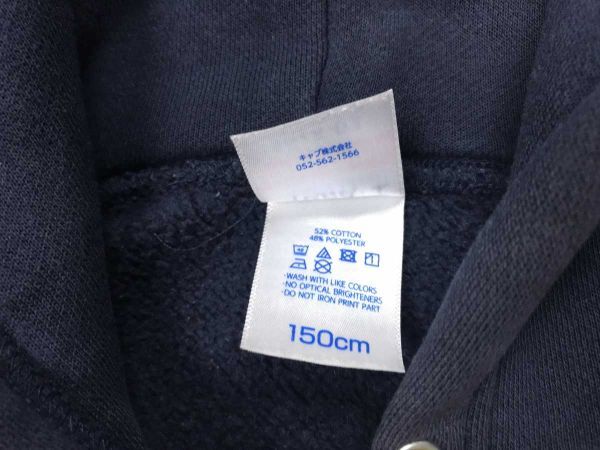 キャブ株式会社
052-562-1566
52% COTTON
48% POLYESTER
-WASH WITH LIKE COLORS
-NO OPTICAL BRIGHTENERS
-DO NOT IRON PRINT PART
150cm